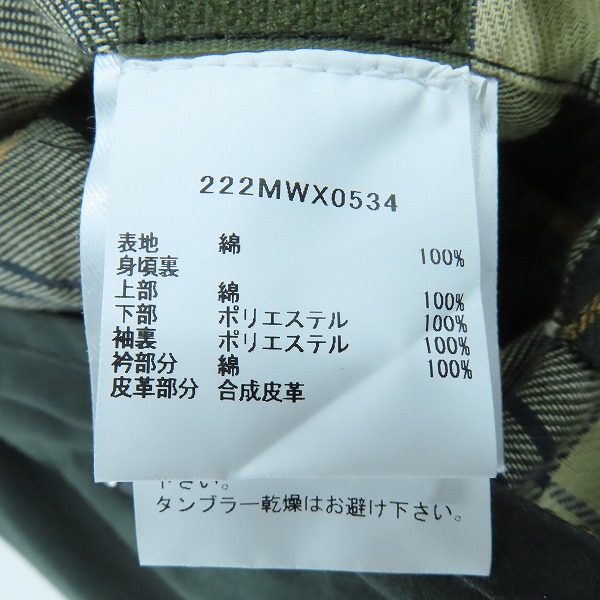 222MWX0534
表地 綿 100%
身頃裏
上部 綿 100%
下部 ポリエステル 100%
袖裏 ポリエステル 100%
衿部分 綿 100%
皮革部分 合成皮革
下さい。
タンブラー乾燥はお避け下さい。